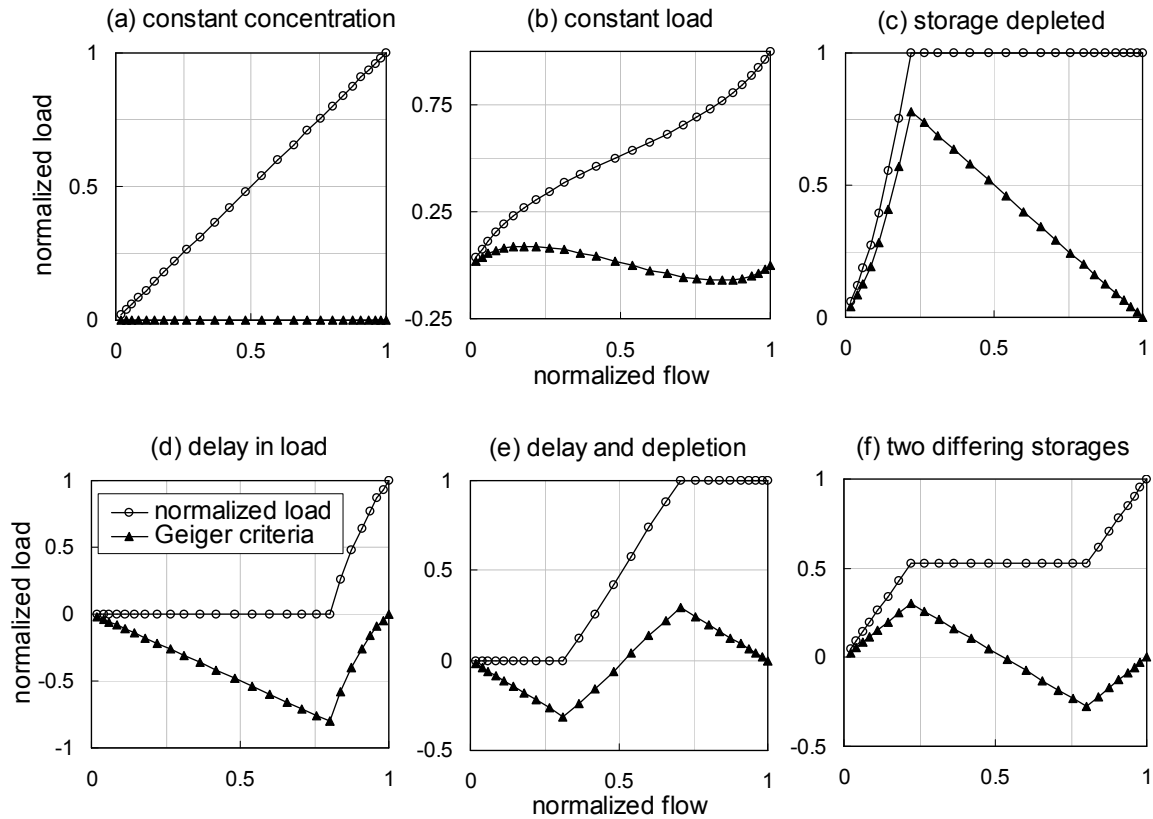 (a) constant concentration
(b) constant load
(c) storage depleted
normalized load
1
0.5
0
0 0.5 1
0.75
0.25
-0.25
0 0.5 1
normalized flow
1
0.5
0
0 0.5 1
(d) delay in load
(e) delay and depletion
(f) two differing storages
normalized load
1
0.5
0
-0.5
-1
0 0.5 1
normalized load
Geiger criteria
1
0.5
0
-0.5
0 0.5 1
normalized flow
1
0.5
0
-0.5
0 0.5 1